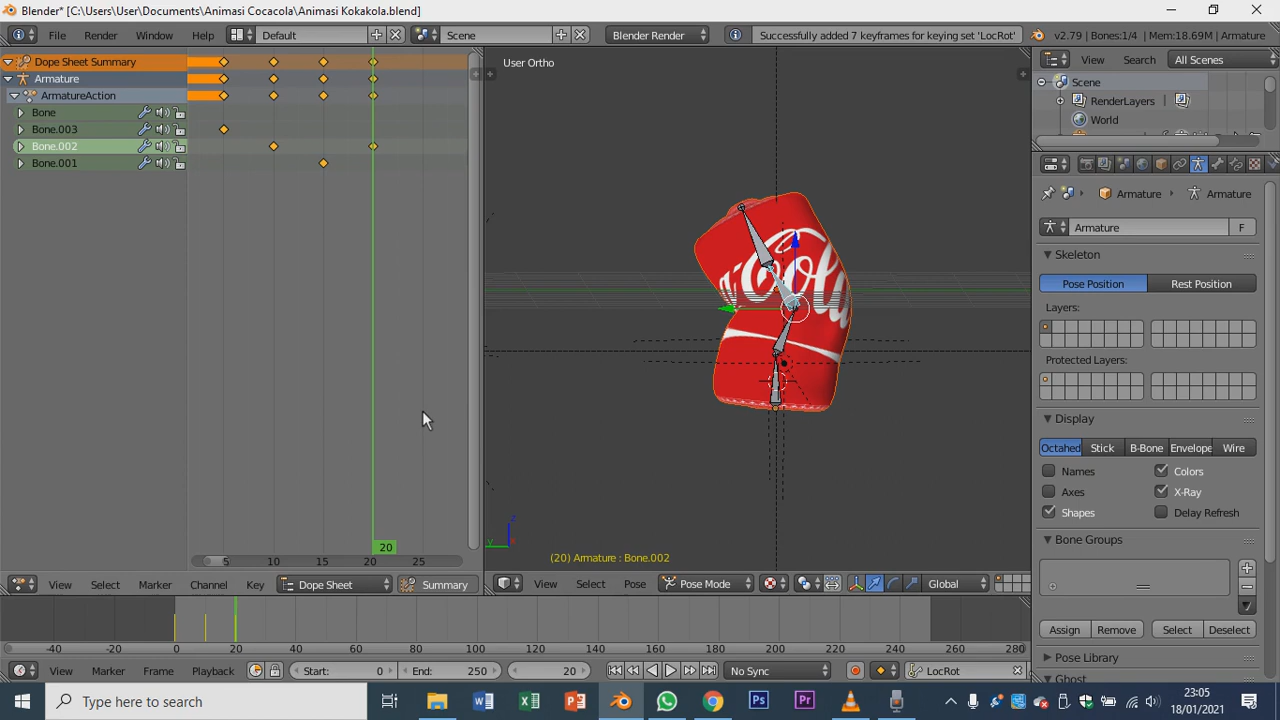 Blender* [C:\Users\User\Documents\Animasi Cocacola\Animasi Kokakola.blend]
File Render Window Help Default Scene Blender Render Successfully added 7 keyframes for keying set 'LocRot' v2.79 | Bones:1/4 | Mem:18.69M | Armature
Dope Sheet Summary
Armature
ArmatureAction
Bone
Bone.003
Bone.002
Bone.001
20
5 10 15 20 25
View Select Marker Channel Key Dope Sheet Summary
User Ortho
Cola
z
y
(20) Armature : Bone.002
View Select Pose Pose Mode Global
View Search All Scenes
Scene
RenderLayers
World
Armature Armature
Armature F
Skeleton
Pose Position Rest Position
Layers:
Protected Layers:
Display
Octahed Stick B-Bone Envelope Wire
Names Colors
Axes X-Ray
Shapes Delay Refresh
Bone Groups
Assign Remove Select Deselect
Pose Library
Ghost
-40 -20 0 20 40 60 80 100 120 140 160 180 200 220 240 260 280
View Marker Frame Playback Start: 0 End: 250 20 No Sync LocRot
Type here to search
Ps Pr
23:05
18/01/2021